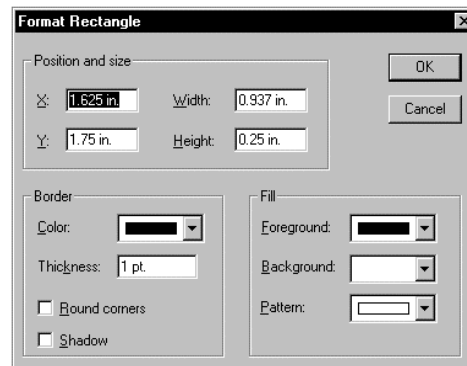 Format Rectangle
Position and size
X: 1.625 in. Width: 0.937 in.
Y: 1.75 in. Height: 0.25 in.
OK
Cancel
Border
Color:
Thickness: 1 pt.
Round corners
Shadow
Fill
Foreground:
Background:
Pattern: